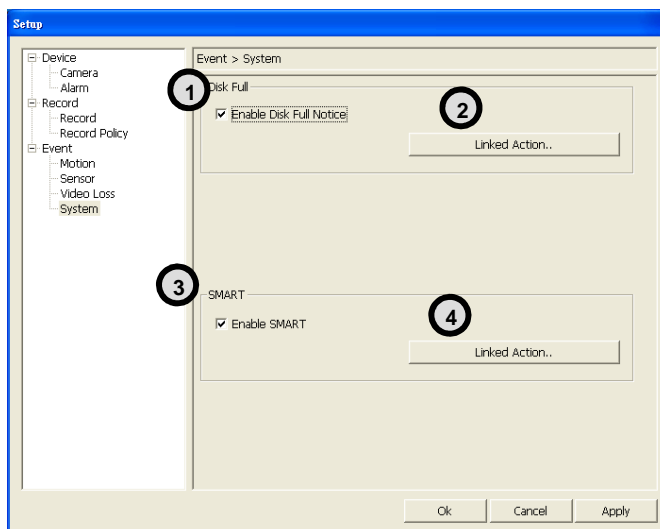 Setup
Device
Camera
Alarm
Record
Record
Record Policy
Event
Motion
Sensor
Video Loss
System
Event > System
1
Disk Full
Enable Disk Full Notice
2
Linked Action..
3
SMART
Enable SMART
4
Linked Action..
Ok
Cancel
Apply